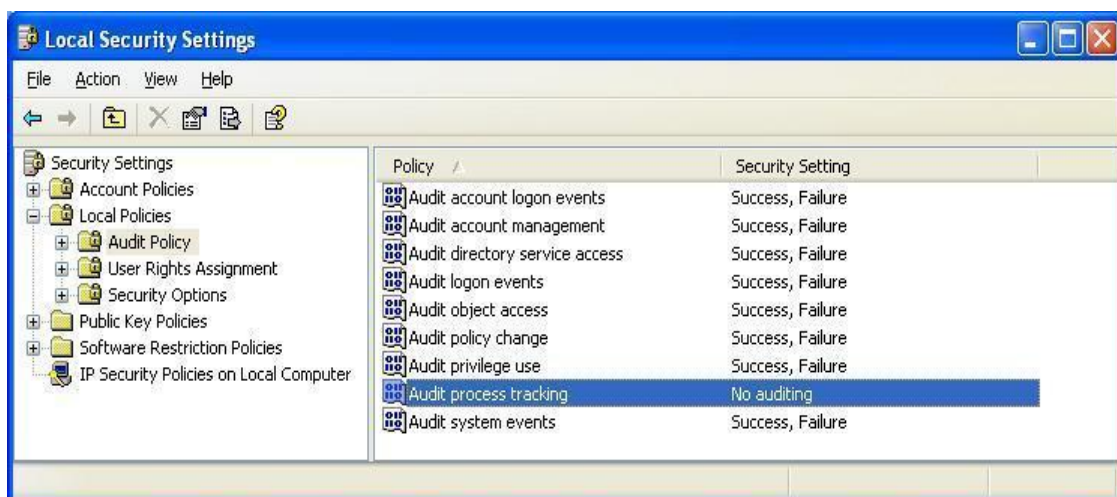 Local Security Settings
File Action View Help
Security Settings
Account Policies
Local Policies
Audit Policy
User Rights Assignment
Security Options
Public Key Policies
Software Restriction Policies
IP Security Policies on Local Computer
Policy Security Setting
Audit account logon events Success, Failure
Audit account management Success, Failure
Audit directory service access Success, Failure
Audit logon events Success, Failure
Audit object access Success, Failure
Audit policy change Success, Failure
Audit privilege use Success, Failure
Audit process tracking No auditing
Audit system events Success, Failure